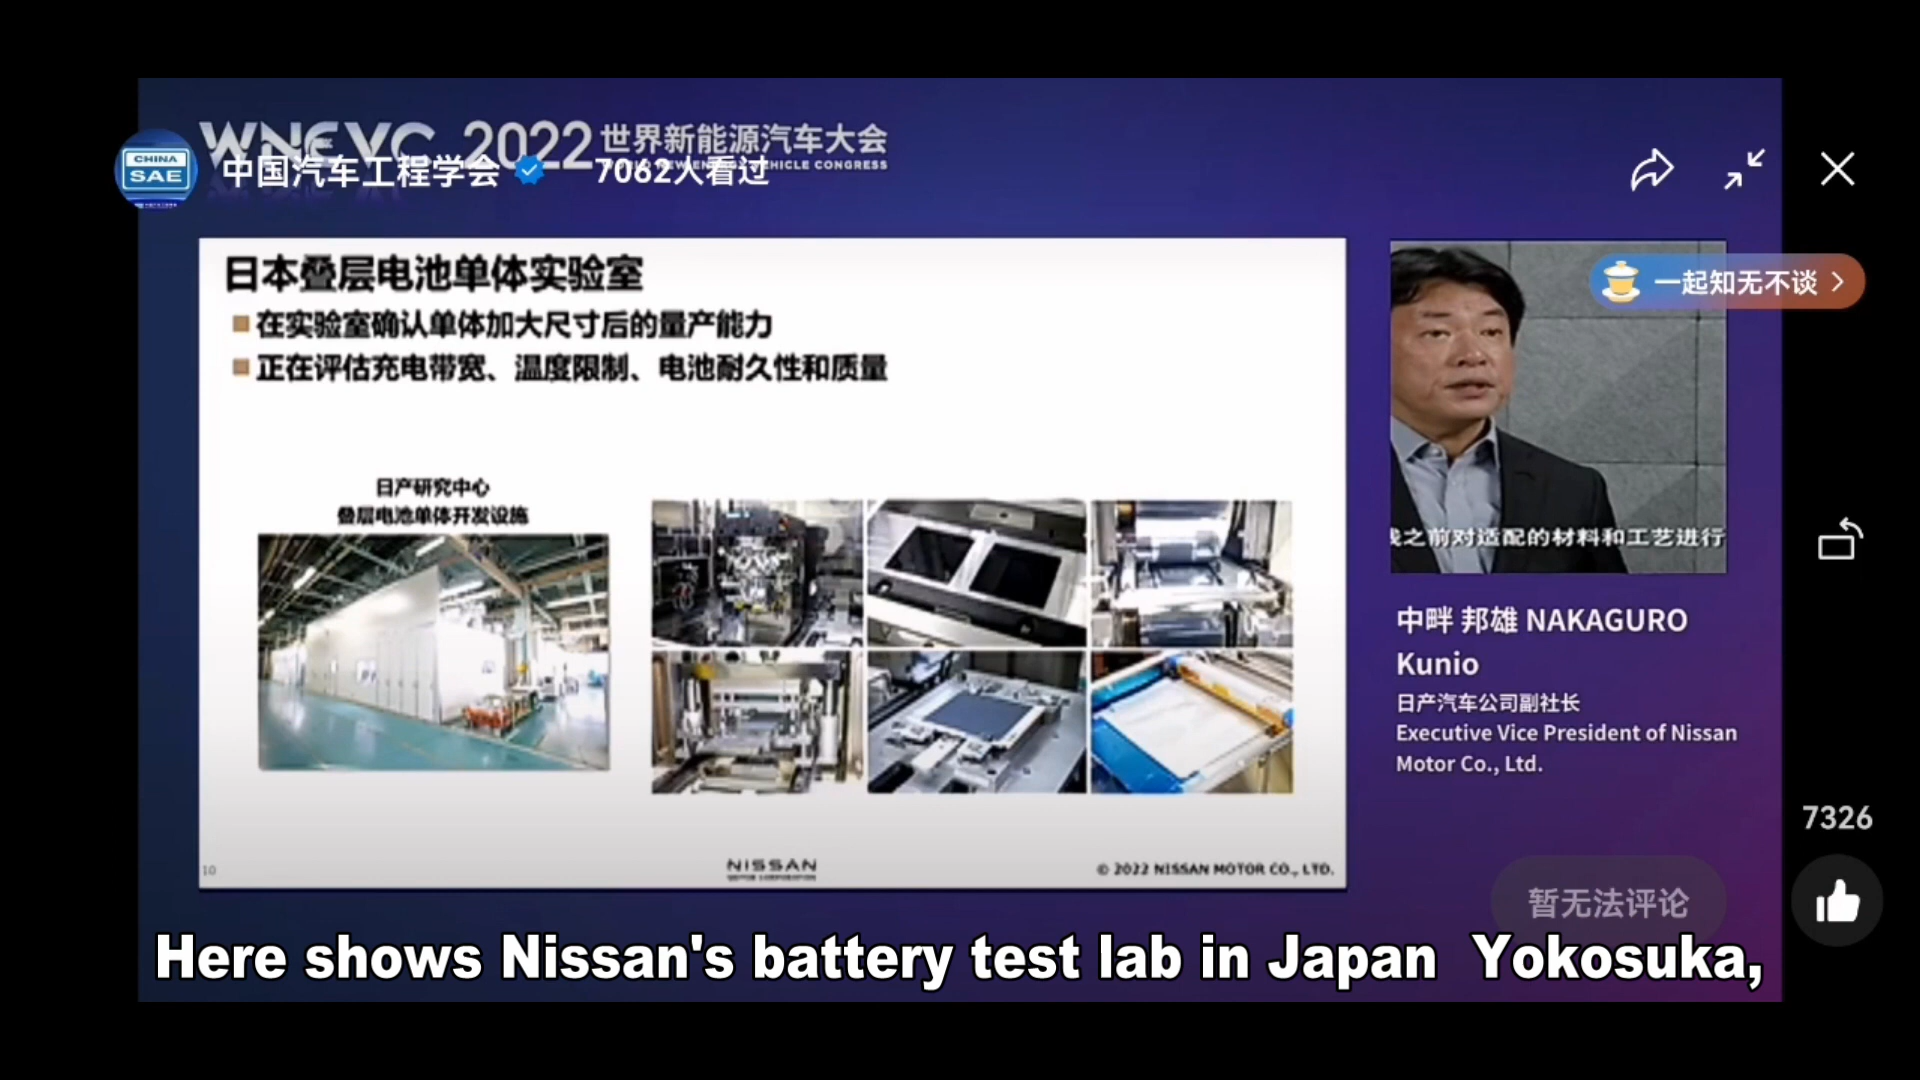 WNEVC 2022 世界新能源汽车大会
WORLD NEW ENERGY VEHICLE CONGRESS
CHINA
SAE
中国汽车工程学会 7062人看过
一起知无不谈
日本叠层电池单体实验室
在实验室确认单体加大尺寸后的量产能力
正在评估充电带宽、温度限制、电池耐久性和质量
日产研究中心
叠层电池单体开发设施
之前对适配的材料和工艺进行
中畔 邦雄 NAKAGURO
Kunio
日产汽车公司副社长
Executive Vice President of Nissan
Motor Co., Ltd.
10
NISSAN
MOTOR CORPORATION
© 2022 NISSAN MOTOR CO., LTD.
7326
暂无法评论
Here shows Nissan's battery test lab in Japan Yokosuka,